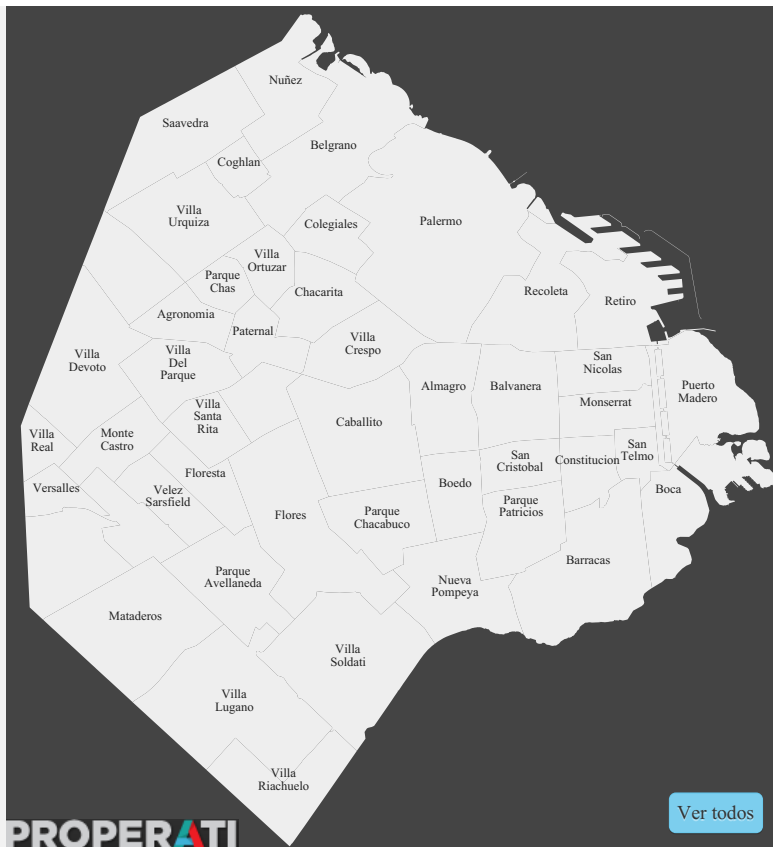 Nuñez
Saavedra
Belgrano
Coghlan
Villa
Urquiza
Colegiales
Palermo
Villa
Ortuzar
Parque
Chas
Chacarita
Recoleta
Retiro
Agronomia
Paternal
Villa
Crespo
Villa
Devoto
Villa
Del
Parque
San
Nicolas
Almagro
Balvanera
Puerto
Madero
Monserrat
Villa
Santa
Rita
Caballito
Villa
Real
Monte
Castro
San
Telmo
San
Cristobal
Constitucion
Floresta
Versalles
Velez
Sarsfield
Boedo
Boca
Parque
Patricios
Flores
Parque
Chacabuco
Barracas
Parque
Avellaneda
Nueva
Pompeya
Mataderos
Villa
Soldati
Villa
Lugano
Villa
Riachuelo
Ver todos
PROPERATI